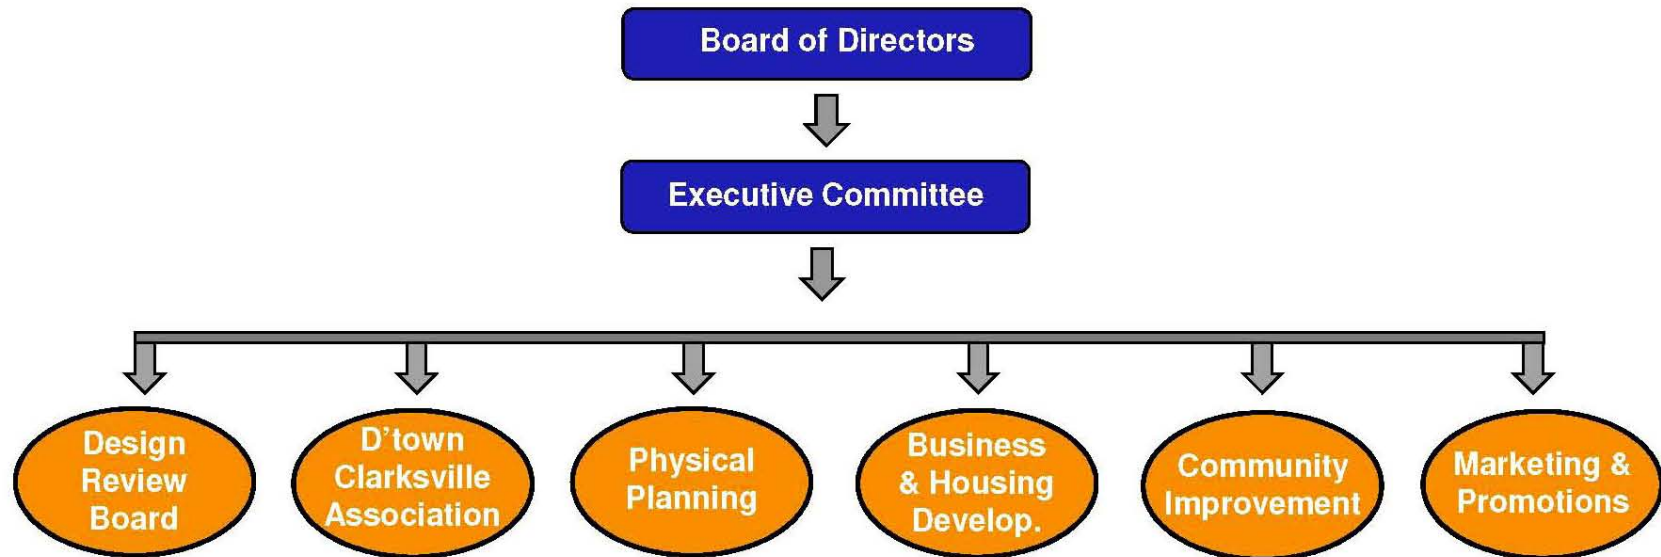 Board of Directors
Executive Committee
Design
Review
Board
D'town
Clarksville
Association
Physical
Planning
Business
& Housing
Develop.
Community
Improvement
Marketing &
Promotions